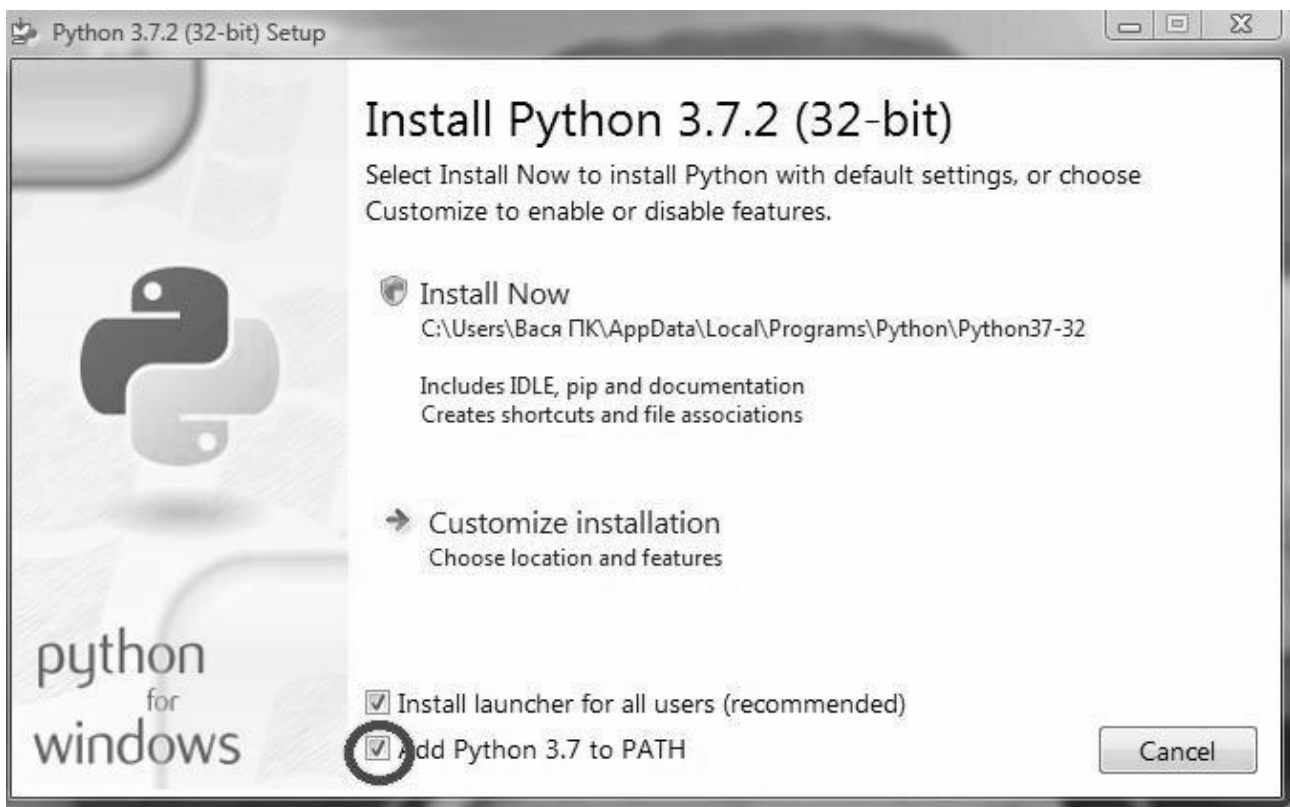 Python 3.7.2 (32-bit) Setup
Install Python 3.7.2 (32-bit)
Select Install Now to install Python with default settings, or choose
Customize to enable or disable features.
Install Now
C:\Users\Вася ПК\AppData\Local\Programs\Python\Python37-32
Includes IDLE, pip and documentation
Creates shortcuts and file associations
Customize installation
Choose location and features
python
for
windows
Install launcher for all users (recommended)
Add Python 3.7 to PATH
Cancel